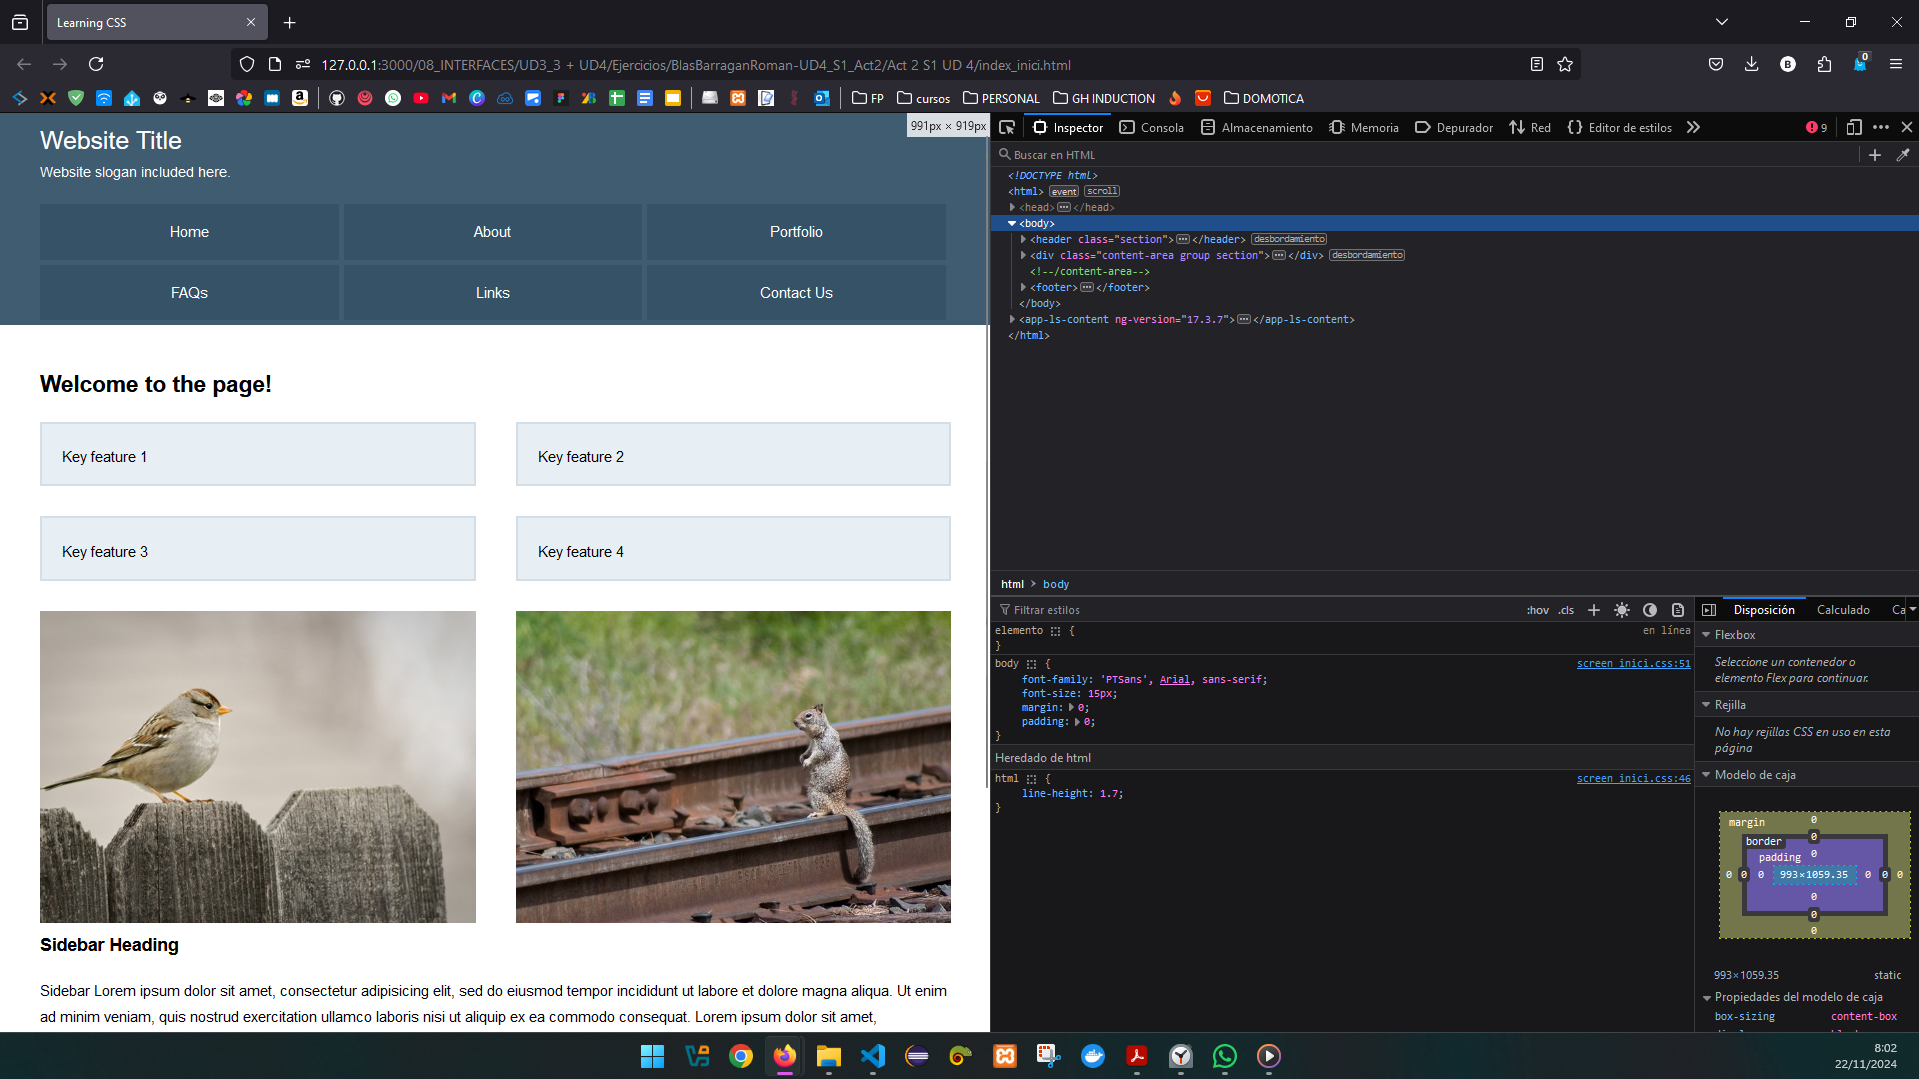 Learning CSS
127.0.0.1:3000/08_INTERFACES/UD3_3 + UD4/Ejercicios/BlasBarraganRoman-UD4_S1_Act2/Act 2 S1 UD 4/index_inici.html
B
0
FP
cursos
PERSONAL
GH INDUCTION
DOMOTICA
Website Title
Website slogan included here.
991px × 919px
Home
About
Portfolio
FAQs
Links
Contact Us
Welcome to the page!
Key feature 1
Key feature 2
Key feature 3
Key feature 4
Sidebar Heading
Sidebar Lorem ipsum dolor sit amet, consectetur adipisicing elit, sed do eiusmod tempor incididunt ut labore et dolore magna aliqua. Ut enim
ad minim veniam, quis nostrud exercitation ullamco laboris nisi ut aliquip ex ea commodo consequat. Lorem ipsum dolor sit amet,
Inspector
Consola
Almacenamiento
Memoria
Depurador
Red
Editor de estilos
9
Buscar en HTML
<!DOCTYPE html>
<html> event scroll
<head> ••• </head>
<body>
<header class="section"> ••• </header> desbordamiento
<div class="content-area group section"> ••• </div> desbordamiento
<!--/content-area-->
<footer> ••• </footer>
</body>
<app-ls-content ng-version="17.3.7"> ••• </app-ls-content>
</html>
html > body
Filtrar estilos
:hov .cls
elemento {
en línea
}
body {
screen_inici.css:51
font-family: 'PTSans', Arial, sans-serif;
font-size: 15px;
margin: 0;
padding: 0;
}
Heredado de html
html {
screen_inici.css:46
line-height: 1.7;
}
Disposición
Calculado
Ca
Flexbox
Seleccione un contenedor o
elemento Flex para continuar.
Rejilla
No hay rejillas CSS en uso en esta
página
Modelo de caja
margin
0
border
0
padding
0
0 0 0 993×1059.35 0 0 0
0
0
0
993×1059.35
static
Propiedades del modelo de caja
box-sizing
content-box
8:02
22/11/2024